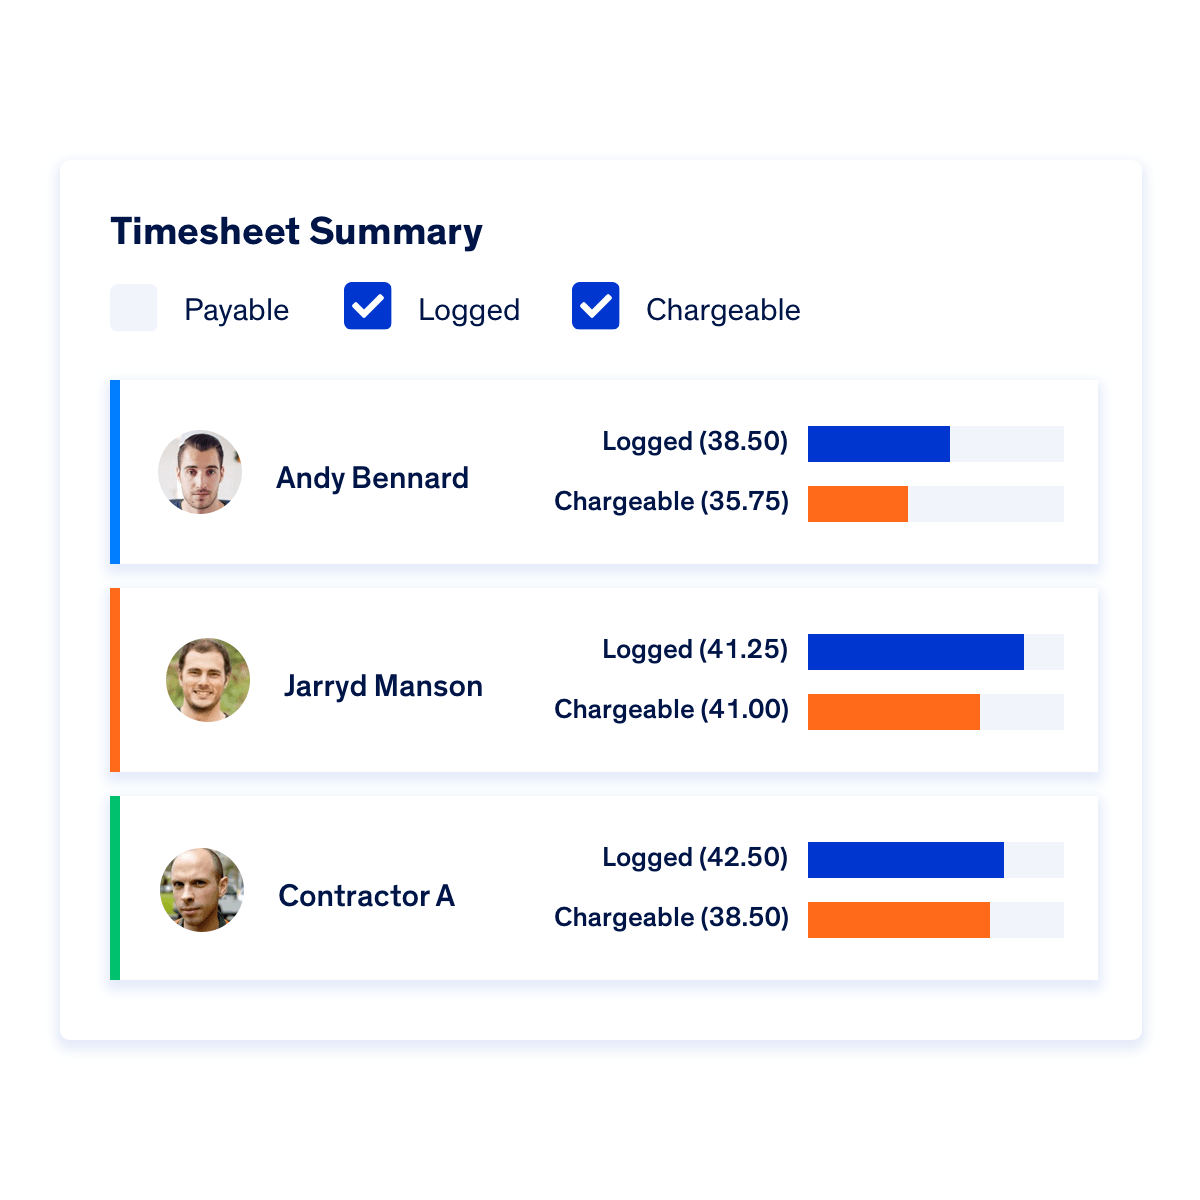 Timesheet Summary
Payable Logged Chargeable
Logged (38.50)
Andy Bennard
Chargeable (35.75)
Logged (41.25)
Jarryd Manson
Chargeable (41.00)
Logged (42.50)
Contractor A
Chargeable (38.50)